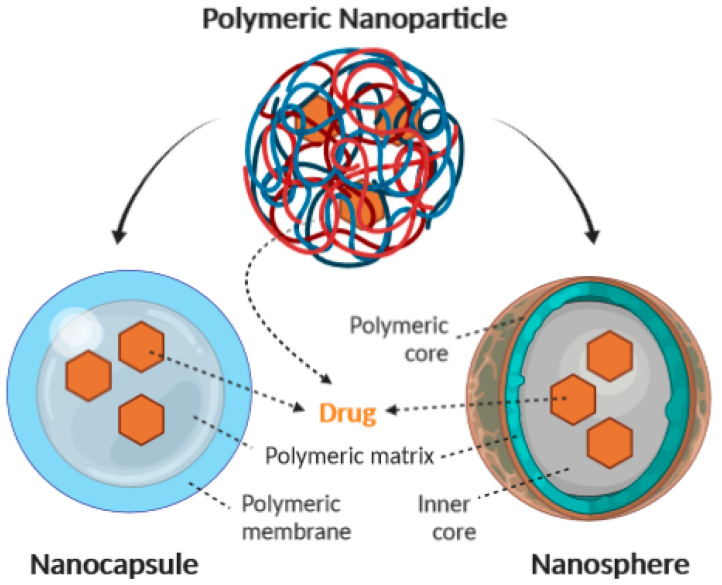 Polymeric Nanoparticle
Polymeric
core
Drug
Polymeric matrix
Polymeric
membrane
Inner
core
Nanocapsule
Nanosphere